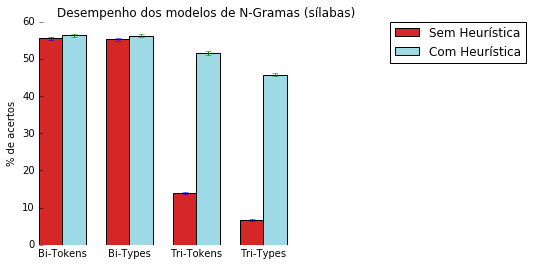 Desempenho dos modelos de N-Gramas (sílabas)
Sem Heurística
Com Heurística
% de acertos
60
50
40
30
20
10
0
Bi-Tokens Bi-Types Tri-Tokens Tri-Types